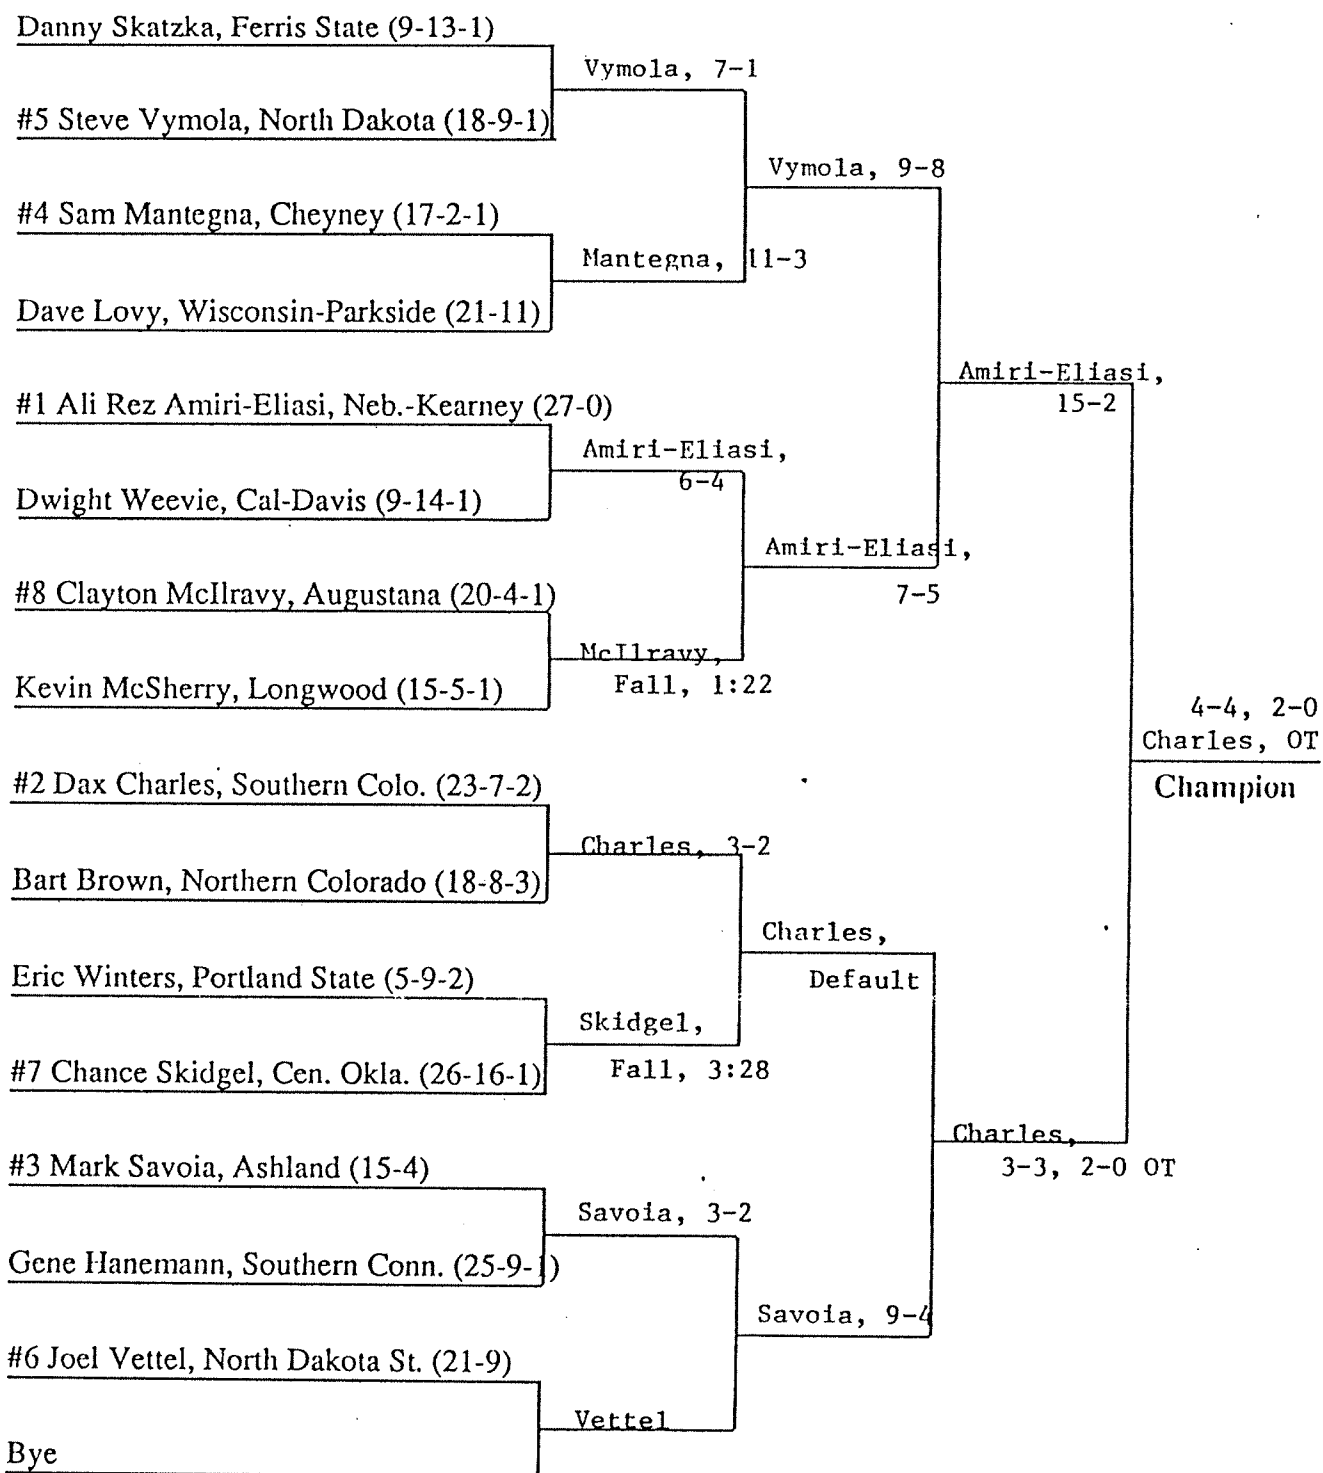 Danny Skatzka, Ferris State (9-13-1)
Vymola, 7-1
#5 Steve Vymola, North Dakota (18-9-1)
Vymola, 9-8
#4 Sam Mantegna, Cheyney (17-2-1)
Mantegna, 11-3
Dave Lovy, Wisconsin-Parkside (21-11)
Amiri-Eliasi,
15-2
#1 Ali Rez Amiri-Eliasi, Neb.-Kearney (27-0)
Amiri-Eliasi,
6-4
Dwight Weevie, Cal-Davis (9-14-1)
Amiri-Eliasi,
7-5
#8 Clayton McIlravy, Augustana (20-4-1)
McIlravy,
Fall, 1:22
Kevin McSherry, Longwood (15-5-1)
4-4, 2-0
Charles, OT
Champion
#2 Dax Charles, Southern Colo. (23-7-2)
Charles, 3-2
Bart Brown, Northern Colorado (18-8-3)
Charles,
Default
Eric Winters, Portland State (5-9-2)
Skidgel,
Fall, 3:28
#7 Chance Skidgel, Cen. Okla. (26-16-1)
Charles,
3-3, 2-0 OT
#3 Mark Savoia, Ashland (15-4)
Savoia, 3-2
Gene Hanemann, Southern Conn. (25-9-1)
Savoia, 9-4
#6 Joel Vettel, North Dakota St. (21-9)
Vettel
Bye